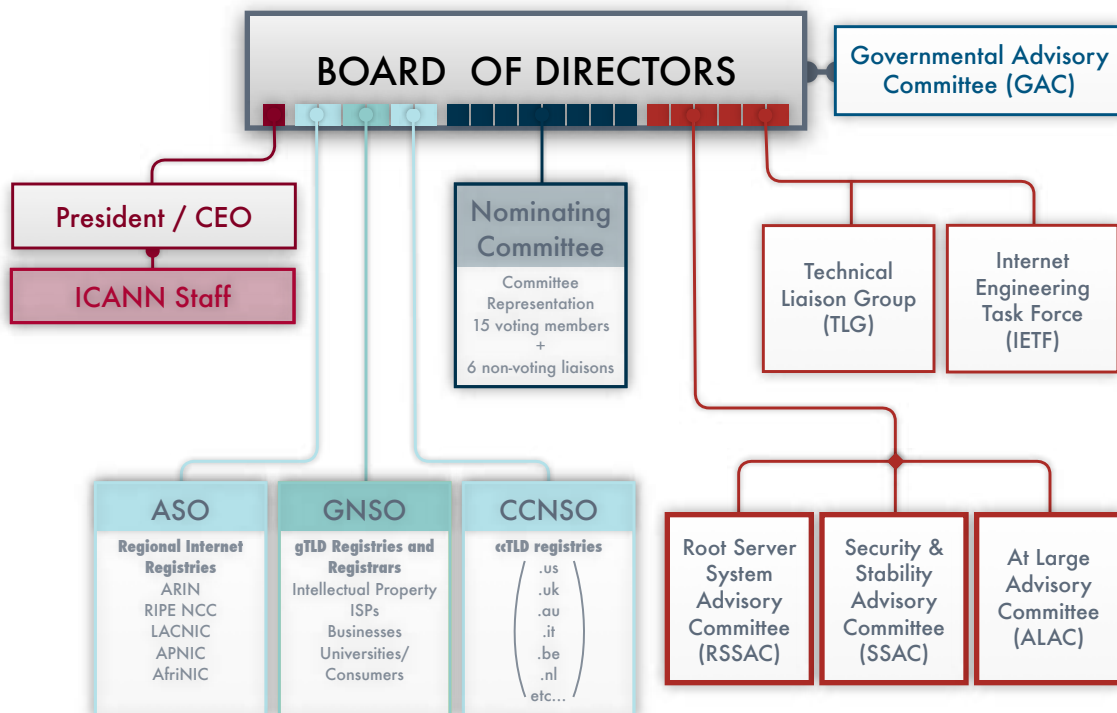 BOARD OF DIRECTORS
Governmental Advisory
Committee (GAC)
President / CEO
ICANN Staff
Nominating
Committee
Committee
Representation
15 voting members
+
6 non-voting liaisons
Technical
Liaison Group
(TLG)
Internet
Engineering
Task Force
(IETF)
ASO
Regional Internet
Registries
ARIN
RIPE NCC
LACNIC
APNIC
AfriNIC
GNSO
gTLD Registries and
Registrars
Intellectual Property
ISPs
Businesses
Universities/
Consumers
CCNSO
ccTLD registries
.us
.uk
.au
.it
.be
.nl
etc...
Root Server
System
Advisory
Committee
(RSSAC)
Security &
Stability
Advisory
Committee
(SSAC)
At Large
Advisory
Committee
(ALAC)